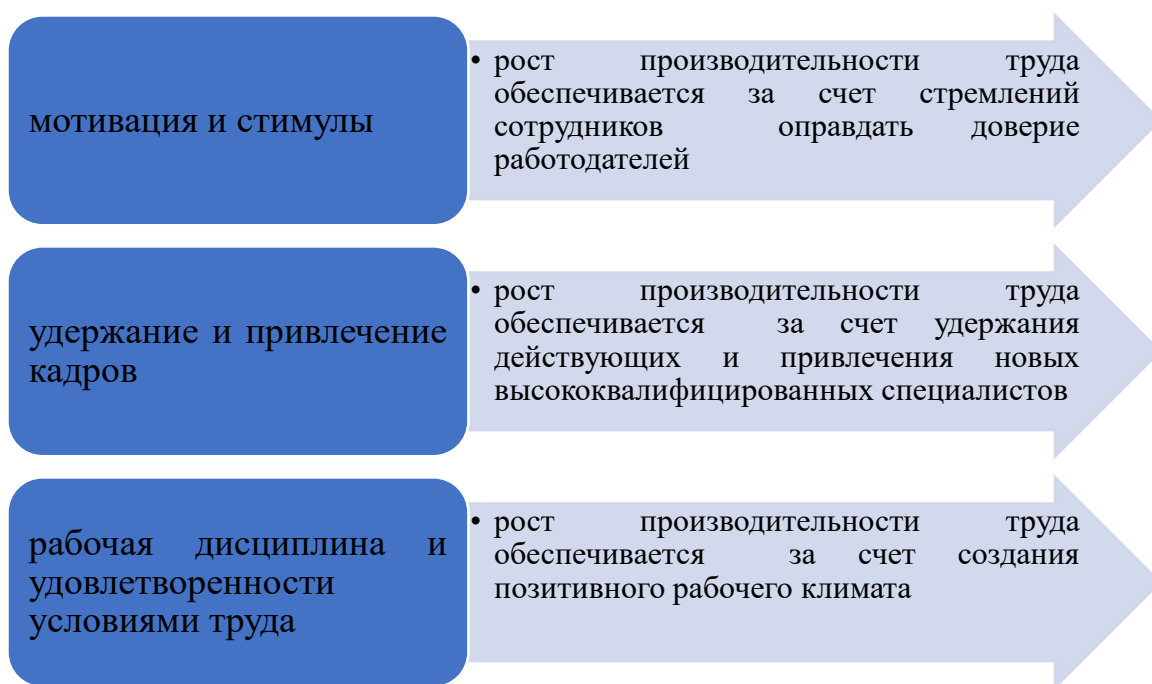 мотивация и стимулы
• рост производительности труда
обеспечивается за счет стремлений
сотрудников оправдать доверие
работодателей
удержание и привлечение
кадров
• рост производительности труда
обеспечивается за счет удержания
действующих и привлечения новых
высококвалифицированных специалистов
рабочая дисциплина и
удовлетворенности
условиями труда
• рост производительности труда
обеспечивается за счет создания
позитивного рабочего климата